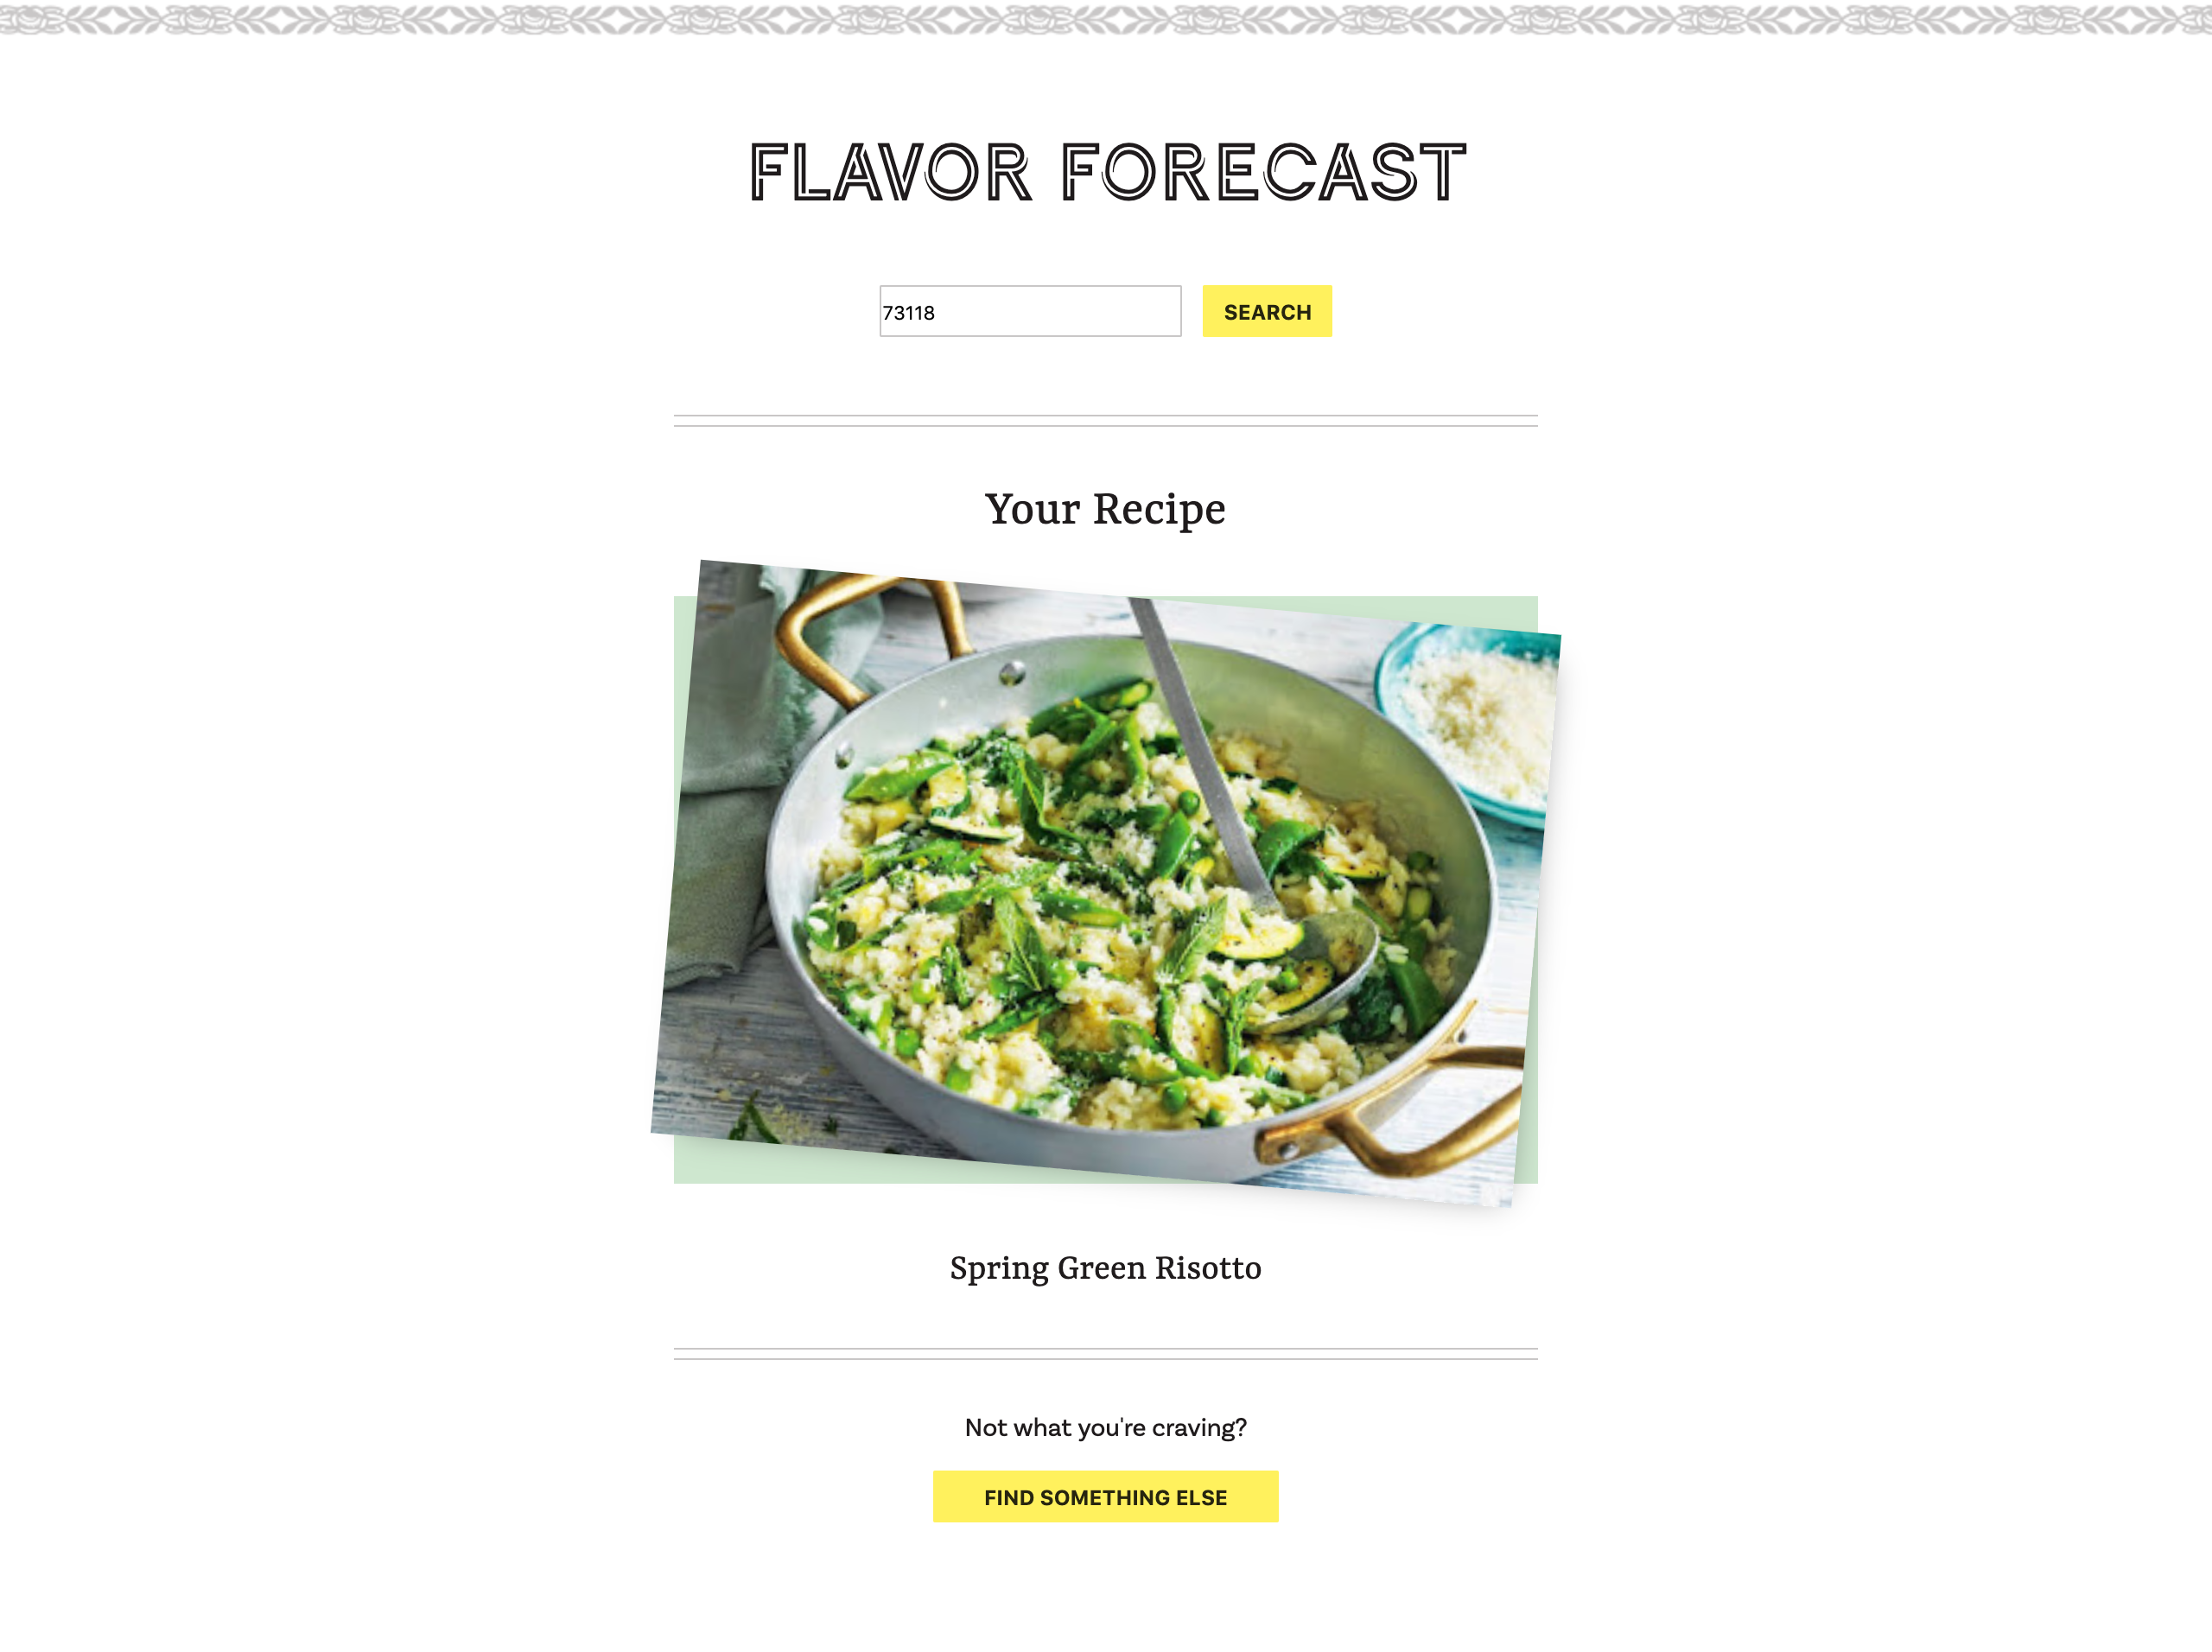 FLAVOR FORECAST
73118
SEARCH
Your Recipe
Spring Green Risotto
Not what you're craving?
FIND SOMETHING ELSE